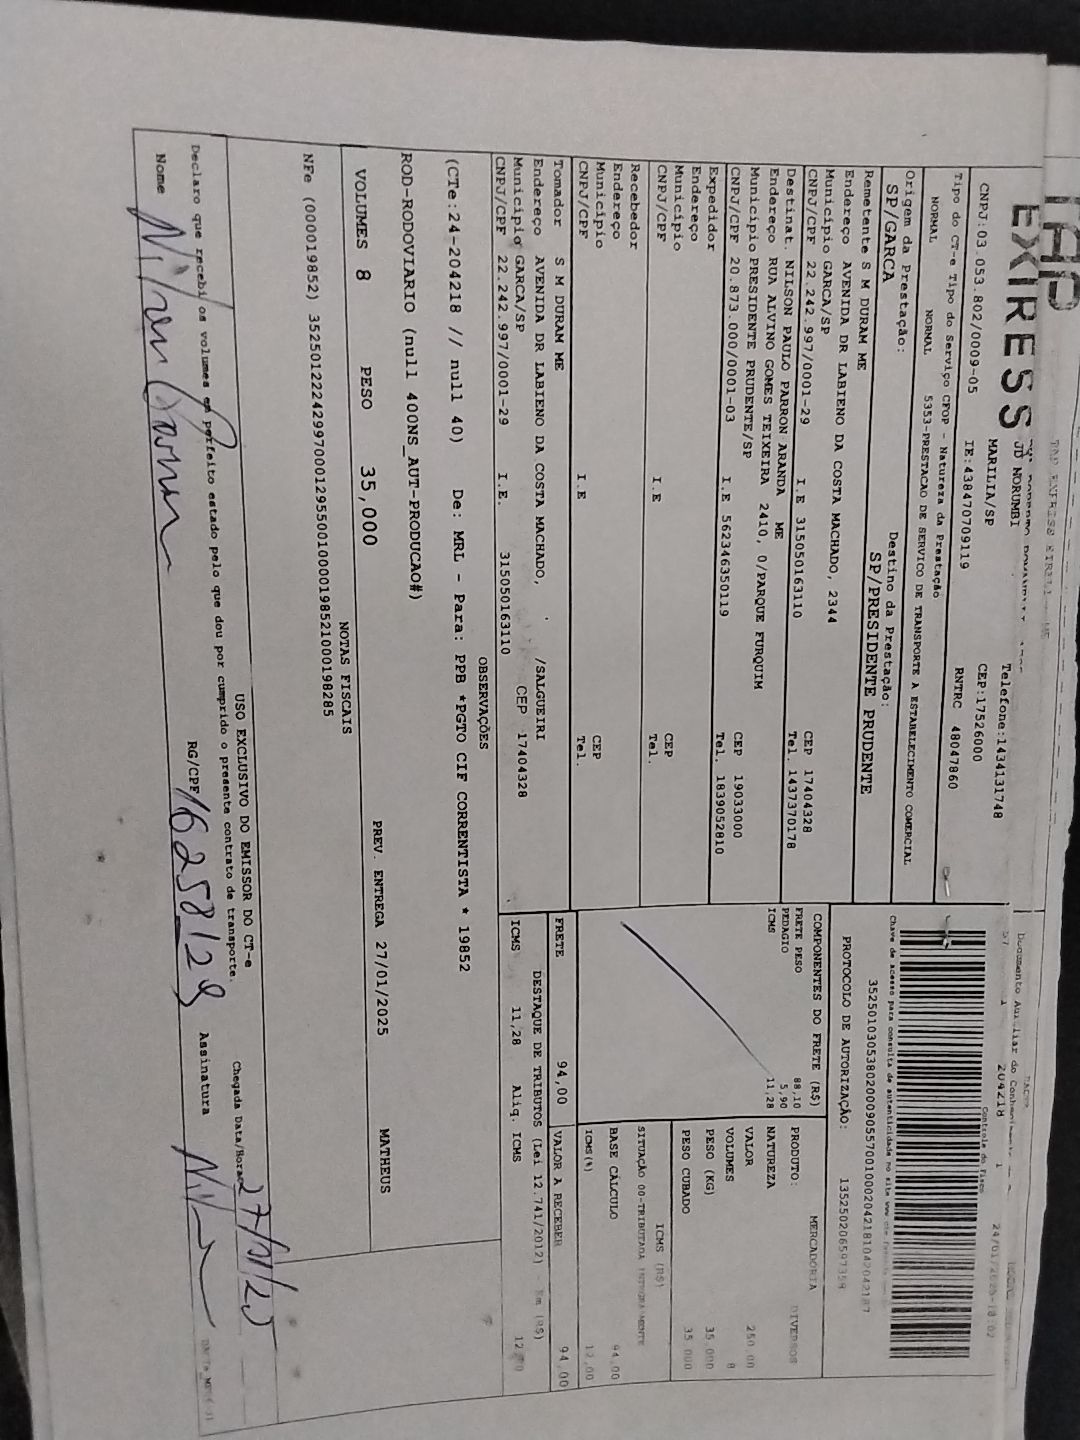 TAP
EXPRESS
JD MORUMBI
MARILIA/SP
Telefone:1434131748
CEP:17526000
CNPJ:03.053.802/0009-05
IE:438470709119
RNTRC 48047860
Tipo do CT-e Tipo do Serviço CFOP - Natureza da Prestação
NORMAL NORMAL 5353-PRESTACAO DE SERVICO DE TRANSPORTE A ESTABELECIMENTO COMERCIAL
Origem da Prestação: Destino da Prestação:
SP/GARCA SP/PRESIDENTE PRUDENTE
Remetente S M DURAM ME
Endereço AVENIDA DR LABIENO DA COSTA MACHADO, 2344
Município GARCA/SP CEP 17404328
CNPJ/CPF 22.242.997/0001-29 I.E 315050163110 Tel. 1437370178
Destinat. NILSON PAULO PARRON ARANDA ME
Endereço RUA ALVINO GOMES TEIXEIRA 2410, 0/PARQUE FURQUIM
Município PRESIDENTE PRUDENTE/SP CEP 19033000
CNPJ/CPF 20.873.000/0001-03 I.E 562346350119 Tel. 1839052810
Expedidor
Endereço
Município CEP
CNPJ/CPF I.E Tel.
Recebedor
Endereço
Município CEP
CNPJ/CPF I.E Tel.
Tomador S M DURAM ME
Endereço AVENIDA DR LABIENO DA COSTA MACHADO, /SALGUEIRI
Município GARCA/SP CEP 17404328
CNPJ/CPF 22.242.997/0001-29 I.E. 315050163110
204218 1
Controle do Fisco
Chave de acesso para consulta de autenticidade no site
35250103053802000905570010002042181042042187
PROTOCOLO DE AUTORIZAÇÃO:
COMPONENTES DO FRETE (R$)
FRETE PESO 88,10
PEDAGIO 5,90
ICMS 11,28
MERCADORIA
PRODUTO: DIVERSOS
NATUREZA
VALOR 250,00
VOLUMES 8
PESO (KG) 35,000
PESO CUBADO 35,000
ICMS (R$)
SITUAÇÃO 00-TRIBUTADA INTEGRALMENTE
BASE CALCULO 94,00
ICMS(%) 12,00
FRETE 94,00 VALOR A RECEBER 94,00
DESTAQUE DE TRIBUTOS (Lei 12.741/2012) - Em (R$)
ICMS 11,28 Aliq. ICMS
OBSERVAÇÕES
(CTe:24-204218 // null 40) De: MRL - Para: PPB *PGTO CIF CORRENTISTA * 19852
ROD-RODOVIARIO (null 400NS_AUT-PRODUCAO#)
VOLUMES 8 PESO 35,000 PREV. ENTREGA 27/01/2025 MATHEUS
NOTAS FISCAIS
NFe (000019852) 35250122242997000129550010000198521000198285
USO EXCLUSIVO DO EMISSOR DO CT-e
Declaro que recebi os volumes em perfeito estado pelo que dou por cumprido o presente contrato de transporte.
Chegada Data/Hora 27/01/25
Nome Nilson Parron RG/CPF 16258129 Assinatura